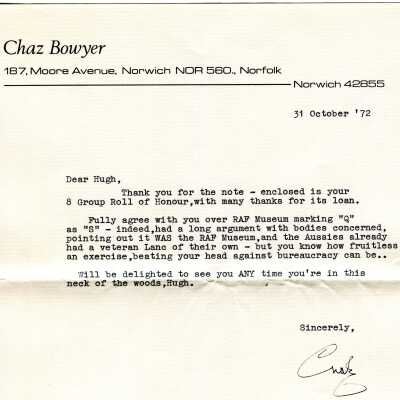 Chaz Bowyer
187, Moore Avenue, Norwich NOR 56O., Norfolk
Norwich 42855
31 October '72
Dear Hugh,
Thank you for the note - enclosed is your
8 Group Roll of Honour,with many thanks for its loan.
Fully agree with you over RAF Museum marking "Q"
as "S" - indeed,had a long argument with bodies concerned,
pointing out it WAS the RAF Museum,and the Aussies already
had a veteran Lanc of their own - but you know how fruitless
an exercise,beating your head against bureaucracy can be..
Will be delighted to see you ANY time you're in this
neck of the woods,Hugh.
Sincerely,
Chaz